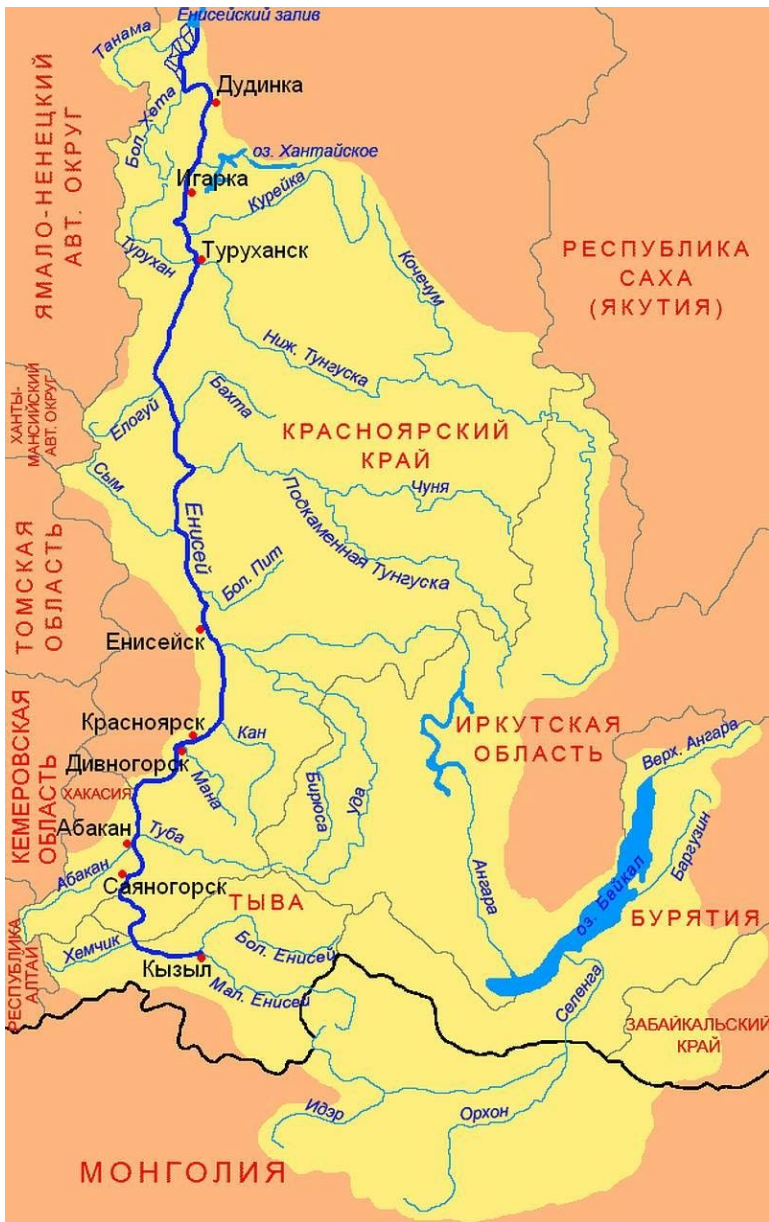 Енисейский залив
Танама
Дудинка
Бол. Хета
ЯМАЛО-НЕНЕЦКИЙ
АВТ. ОКРУГ
оз. Хантайское
Игарка
Курейка
Турухан
Туруханск
Кочечум
РЕСПУБЛИКА
САХА
(ЯКУТИЯ)
Ниж. Тунгуска
ХАНТЫ-
МАНСИЙСКИЙ
АВТ. ОКРУГ
Елогуй
Бахта
КРАСНОЯРСКИЙ
КРАЙ
Сым
Чуня
Подкаменная Тунгуска
Енисей
ТОМСКАЯ
ОБЛАСТЬ
Бол. Пит
Енисейск
КЕМЕРОВСКАЯ
ОБЛАСТЬ
Красноярск
Кан
ИРКУТСКАЯ
ОБЛАСТЬ
Верх. Ангара
Дивногорск
Мана
Бирюса
Уда
ХАКАСИЯ
Баргузин
Абакан
Туба
Абакан
Саяногорск
Ангара
оз. Байкал
ТЫВА
БУРЯТИЯ
РЕСПУБЛИКА
АЛТАЙ
Хемчик
Бол. Енисей
Кызыл
Мал. Енисей
Селенга
ЗАБАЙКАЛЬСКИЙ
КРАЙ
Идэр
Орхон
МОНГОЛИЯ